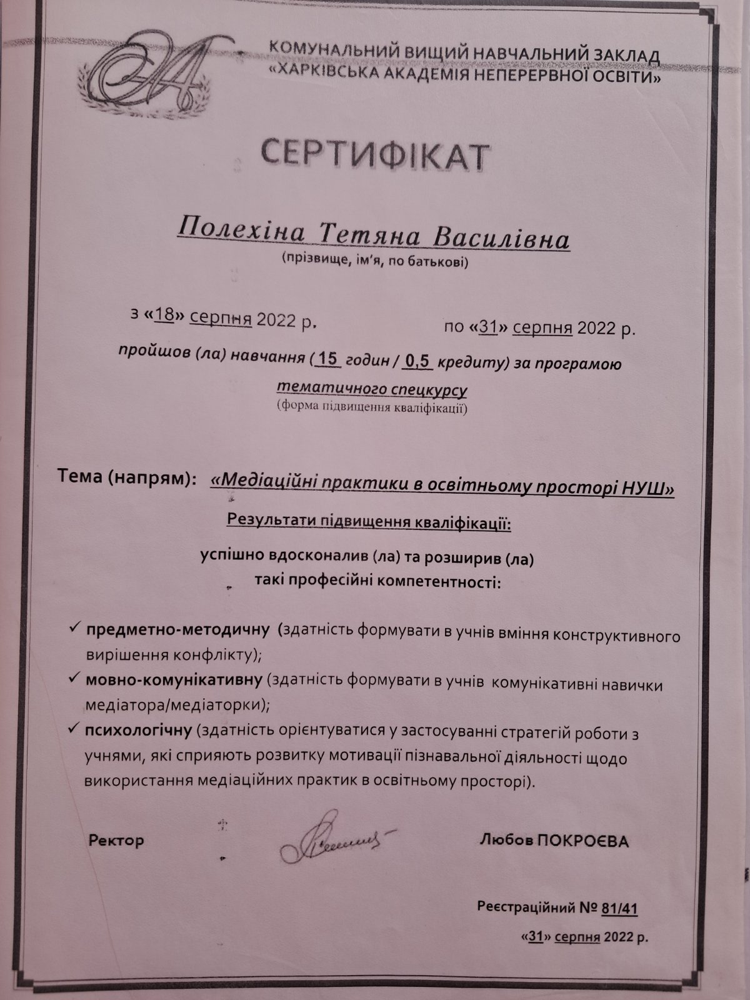 КОМУНАЛЬНИЙ ВИЩИЙ НАВЧАЛЬНИЙ ЗАКЛАД
«ХАРКІВСЬКА АКАДЕМІЯ НЕПЕРЕРВНОЇ ОСВІТИ»
СЕРТИФІКАТ
Полехіна Тетяна Василівна
(прізвище, ім’я, по батькові)
з «18» серпня 2022 р. по «31» серпня 2022 р.
пройшов (ла) навчання ( 15 годин / 0,5 кредиту) за програмою
тематичного спецкурсу
(форма підвищення кваліфікації)
Тема (напрям): «Медіаційні практики в освітньому просторі НУШ»
Результати підвищення кваліфікації:
успішно вдосконалив (ла) та розширив (ла)
такі професійні компетентності:
✓ предметно-методичну (здатність формувати в учнів вміння конструктивного
вирішення конфлікту);
✓ мовно-комунікативну (здатність формувати в учнів комунікативні навички
медіатора/медіаторки);
✓ психологічну (здатність орієнтуватися у застосуванні стратегій роботи з
учнями, які сприяють розвитку мотивації пізнавальної діяльності щодо
використання медіаційних практик в освітньому просторі).
Ректор Любов ПОКРОЄВА
Реєстраційний № 81/41
«31» серпня 2022 р.